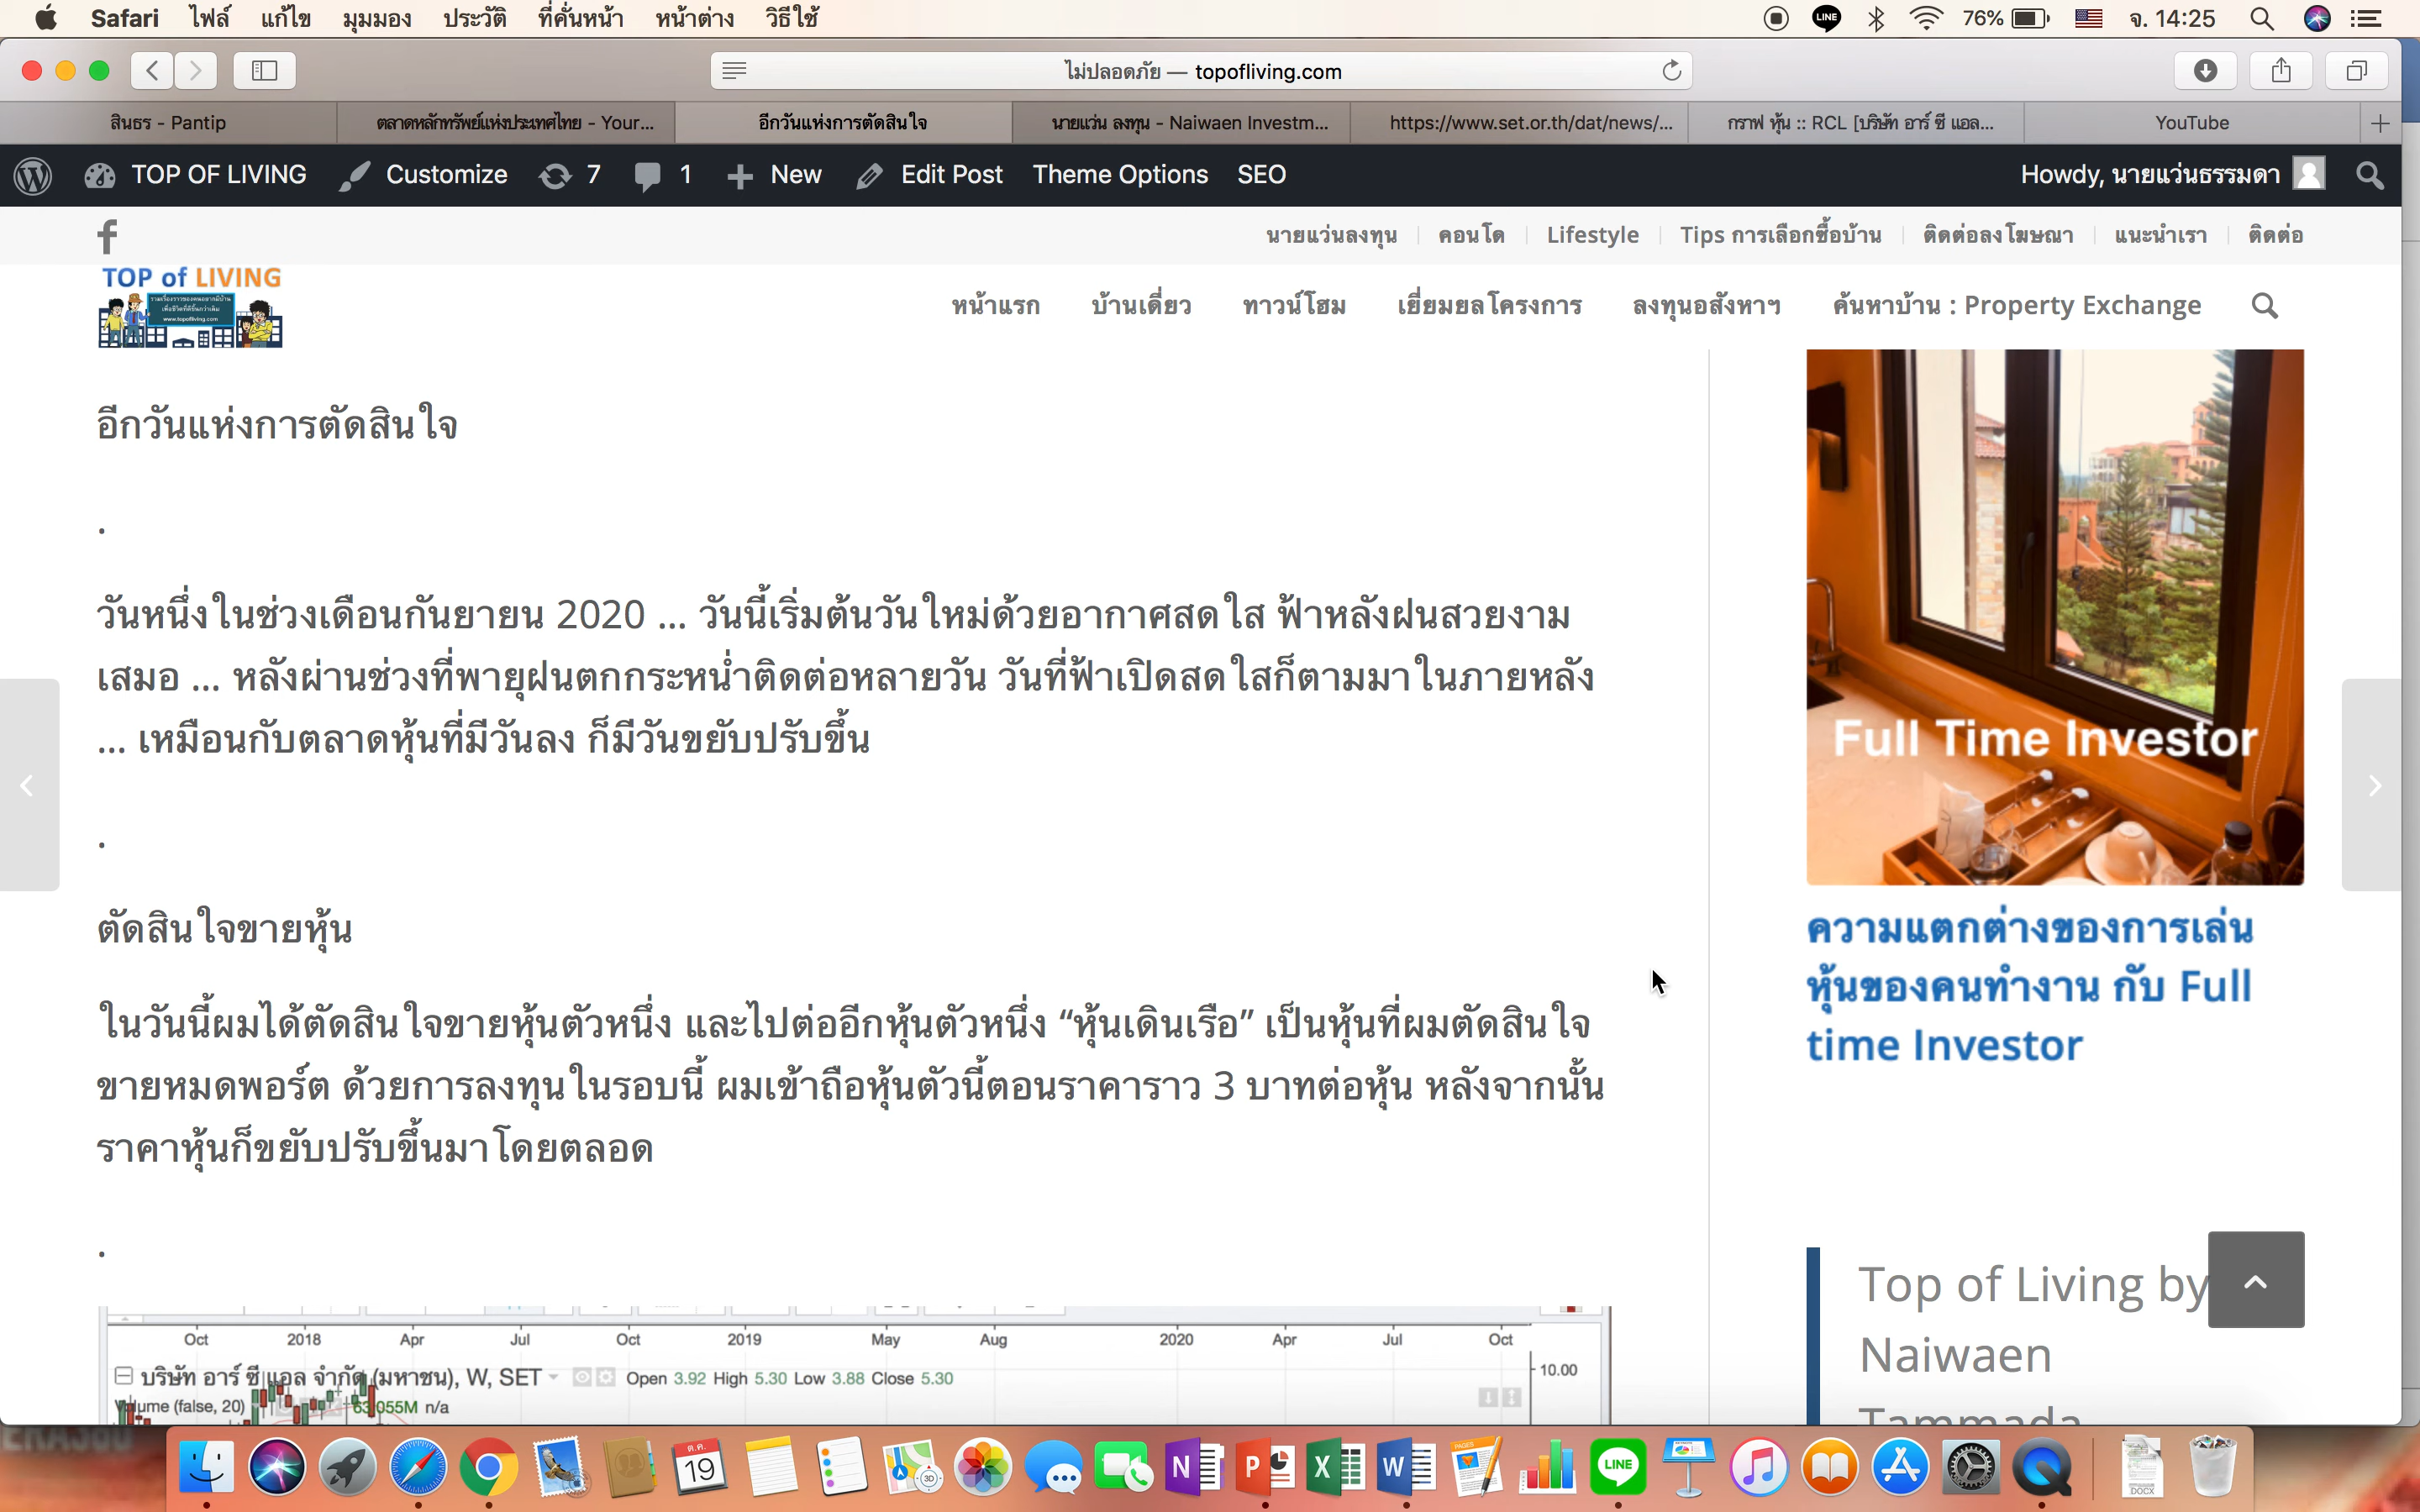 Safari ไฟล์ แก้ไข มุมมอง ประวัติ ที่คั่นหน้า หน้าต่าง วิธีใช้ LINE 76% จ. 14:25
ไม่ปลอดภัย — topofliving.com
สินธร - Pantip ตลาดหลักทรัพย์แห่งประเทศไทย - Your... อีกวันแห่งการตัดสินใจ นายแว่น ลงทุน - Naiwaen Investm... https://www.set.or.th/dat/news/... กราฟ หุ้น :: RCL [บริษัท อาร์ ซี แอล... YouTube
TOP OF LIVING Customize 7 1 New Edit Post Theme Options SEO Howdy, นายแว่นธรรมดา
นายแว่นลงทุน คอนโด Lifestyle Tips การเลือกซื้อบ้าน ติดต่อลงโฆษณา แนะนำเรา ติดต่อ
TOP of LIVING
www.topofliving.com
หน้าแรก บ้านเดี่ยว ทาวน์โฮม เยี่ยมยลโครงการ ลงทุนอสังหาฯ ค้นหาบ้าน : Property Exchange
อีกวันแห่งการตัดสินใจ
.
วันหนึ่งในช่วงเดือนกันยายน 2020 ... วันนี้เริ่มต้นวันใหม่ด้วยอากาศสดใส ฟ้าหลังฝนสวยงาม
เสมอ ... หลังผ่านช่วงที่พายุฝนตกกระหน่ำติดต่อหลายวัน วันที่ฟ้าเปิดสดใสก็ตามมาในภายหลัง
... เหมือนกับตลาดหุ้นที่มีวันลง ก็มีวันขยับปรับขึ้น
.
ตัดสินใจขายหุ้น
ในวันนี้ผมได้ตัดสินใจขายหุ้นตัวหนึ่ง และไปต่ออีกหุ้นตัวหนึ่ง “หุ้นเดินเรือ” เป็นหุ้นที่ผมตัดสินใจ
ขายหมดพอร์ต ด้วยการลงทุนในรอบนี้ ผมเข้าถือหุ้นตัวนี้ตอนราคาราว 3 บาทต่อหุ้น หลังจากนั้น
ราคาหุ้นก็ขยับปรับขึ้นมาโดยตลอด
.
Oct 2018 Apr Jul Oct 2019 May Aug 2020 Apr Jul Oct
บริษัท อาร์ ซี แอล จำกัด (มหาชน), W, SET Open 3.92 High 5.30 Low 3.88 Close 5.30
10.00
Volume (false, 20) 63.055M n/a
Full Time Investor
ความแตกต่างของการเล่น
หุ้นของคนทำงาน กับ Full
time Investor
Top of Living by
Naiwaen
Tammada
ต.ค.
19
3D
N P X W
PAGES
LINE
DOCX